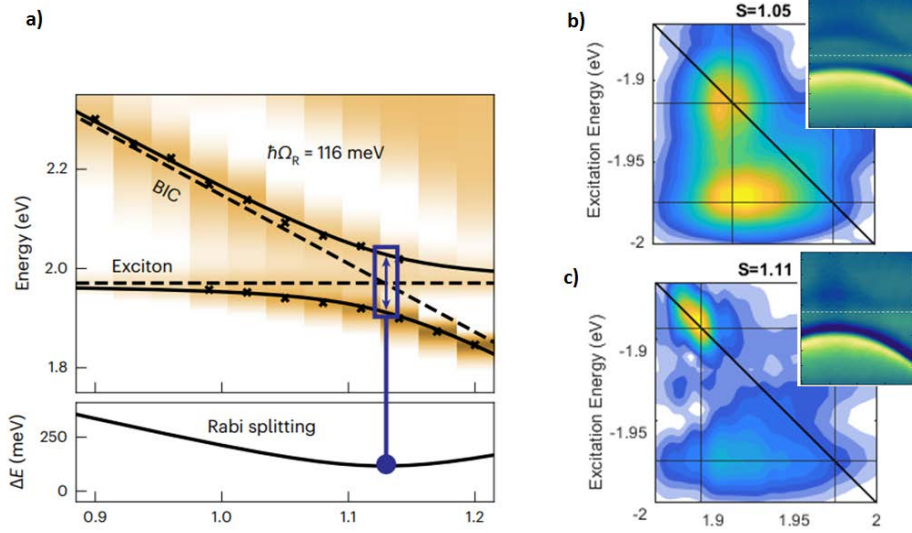 a)
ħΩR = 116 meV
BIC
Exciton
Energy (eV)
2.2
2.0
1.8
Rabi splitting
ΔE (meV)
250
0
0.9
1.0
1.1
1.2
b)
S=1.05
Excitation Energy (eV)
-1.9
-1.95
-2
c)
S=1.11
Excitation Energy (eV)
-1.9
-1.95
-2
1.9
1.95
2